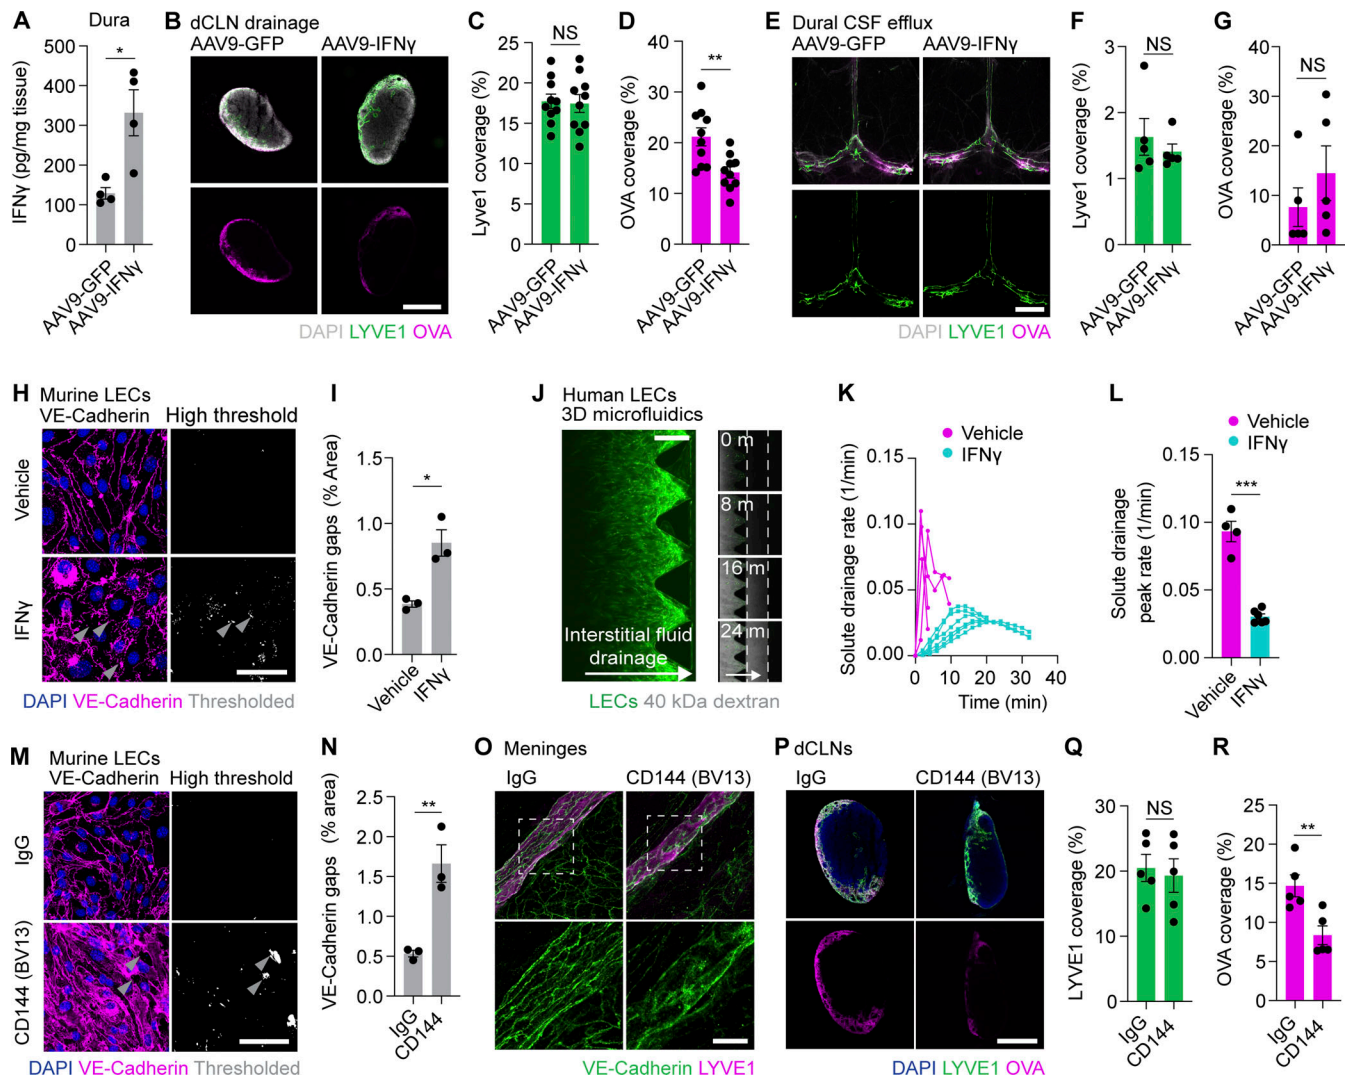 A Dura
IFNγ (pg/mg tissue)
500
400
300
200
100
0
*
AAV9-GFP
AAV9-IFNγ
B dCLN drainage
AAV9-GFP AAV9-IFNγ
DAPI LYVE1 OVA
C
Lyve1 coverage (%)
25
20
15
10
5
0
NS
AAV9-GFP
AAV9-IFNγ
D
OVA coverage (%)
40
30
20
10
0
**
AAV9-GFP
AAV9-IFNγ
E Dural CSF efflux
AAV9-GFP AAV9-IFNγ
DAPI LYVE1 OVA
F
Lyve1 coverage (%)
3
2
1
0
NS
AAV9-GFP
AAV9-IFNγ
G
OVA coverage (%)
40
30
20
10
0
NS
AAV9-GFP
AAV9-IFNγ
H Murine LECs
VE-Cadherin High threshold
Vehicle
IFNγ
DAPI VE-Cadherin Thresholded
I
VE-Cadherin gaps (% Area)
1.5
1.0
0.5
0.0
*
Vehicle
IFNγ
J Human LECs
3D microfluidics
0 m
8 m
16 m
24 m
Interstitial fluid
drainage
LECs 40 kDa dextran
K
Vehicle
IFNγ
Solute drainage rate (1/min)
0.15
0.10
0.05
0.00
0 10 20 30 40
Time (min)
L
Vehicle
IFNγ
Solute drainage
peak rate (1/min)
0.15
0.10
0.05
0.00
***
Vehicle
IFNγ
M Murine LECs
VE-Cadherin High threshold
IgG
CD144 (BV13)
DAPI VE-Cadherin Thresholded
N
VE-Cadherin gaps (% area)
2.5
2.0
1.5
1.0
0.5
0.0
**
IgG
CD144
O Meninges
IgG CD144 (BV13)
VE-Cadherin LYVE1
P dCLNs
IgG CD144 (BV13)
DAPI LYVE1 OVA
Q
LYVE1 coverage (%)
30
20
10
0
NS
IgG
CD144
R
OVA coverage (%)
25
20
15
10
5
0
**
IgG
CD144